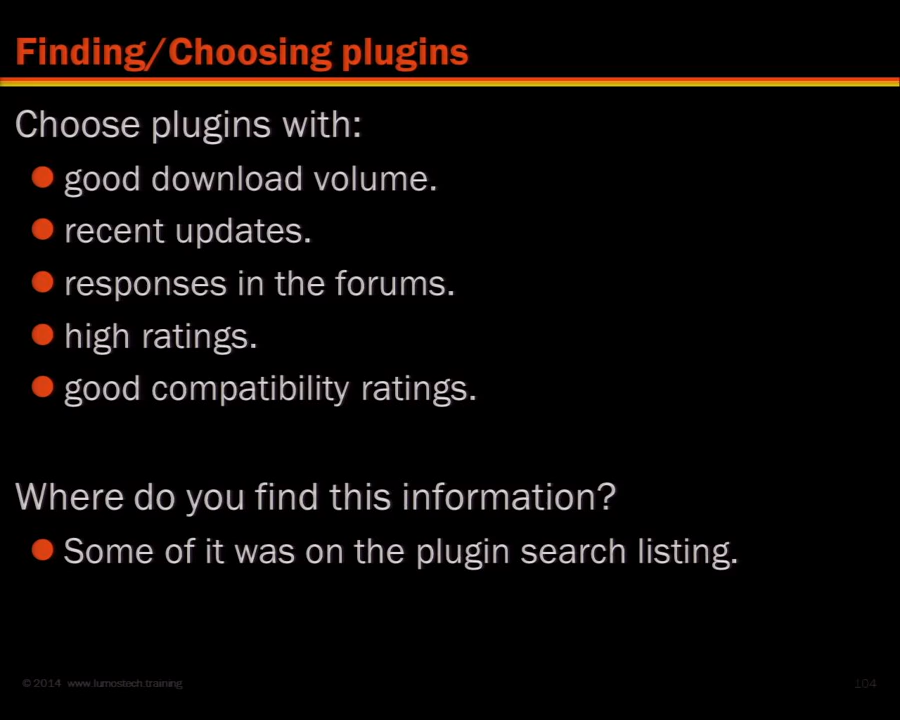 Finding/Choosing plugins
Choose plugins with:
good download volume.
recent updates.
responses in the forums.
high ratings.
good compatibility ratings.
Where do you find this information?
Some of it was on the plugin search listing.
© 2014 www.lumostech.training
104